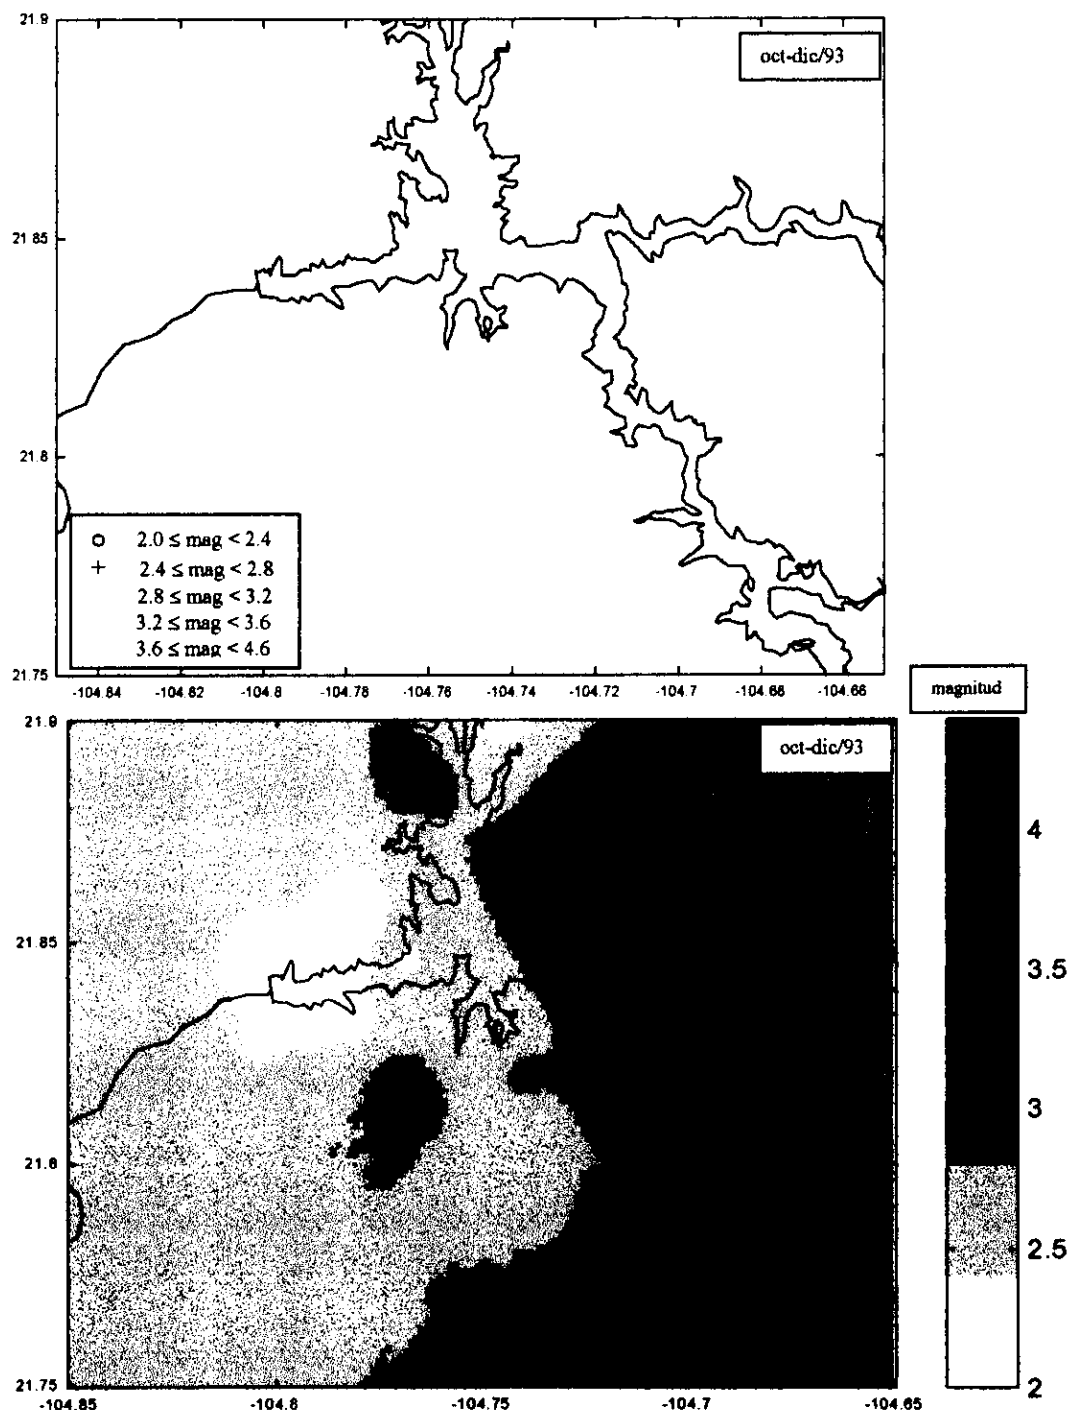 21.9
oct-dic/93
21.85
21.8
o 2.0 ≤ mag < 2.4
+ 2.4 ≤ mag < 2.8
2.8 ≤ mag < 3.2
3.2 ≤ mag < 3.6
3.6 ≤ mag < 4.6
21.75
-104.84 -104.82 -104.8 -104.78 -104.76 -104.74 -104.72 -104.7 -104.66 -104.66
magnitud
21.9
oct-dic/93
4
21.85
3.5
3
21.8
2.5
21.75
2
-104.85 -104.8 -104.75 -104.7 -104.65